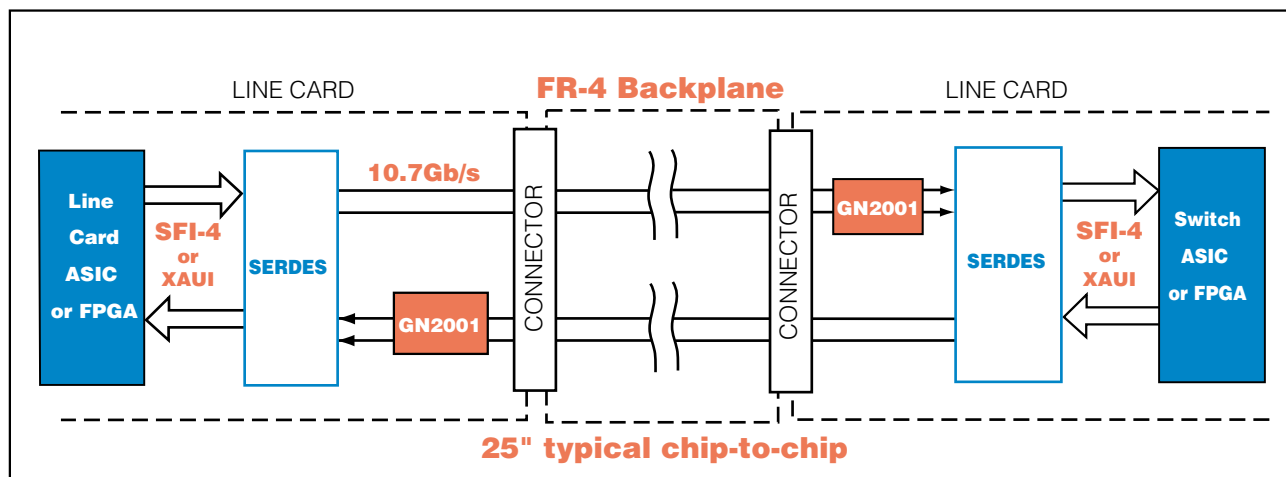 LINE CARD
FR-4 Backplane
LINE CARD
Line
Card
ASIC
or FPGA
SFI-4
or
XAUI
SERDES
10.7Gb/s
GN2001
CONNECTOR
CONNECTOR
GN2001
SERDES
SFI-4
or
XAUI
Switch
ASIC
or FPGA
25" typical chip-to-chip